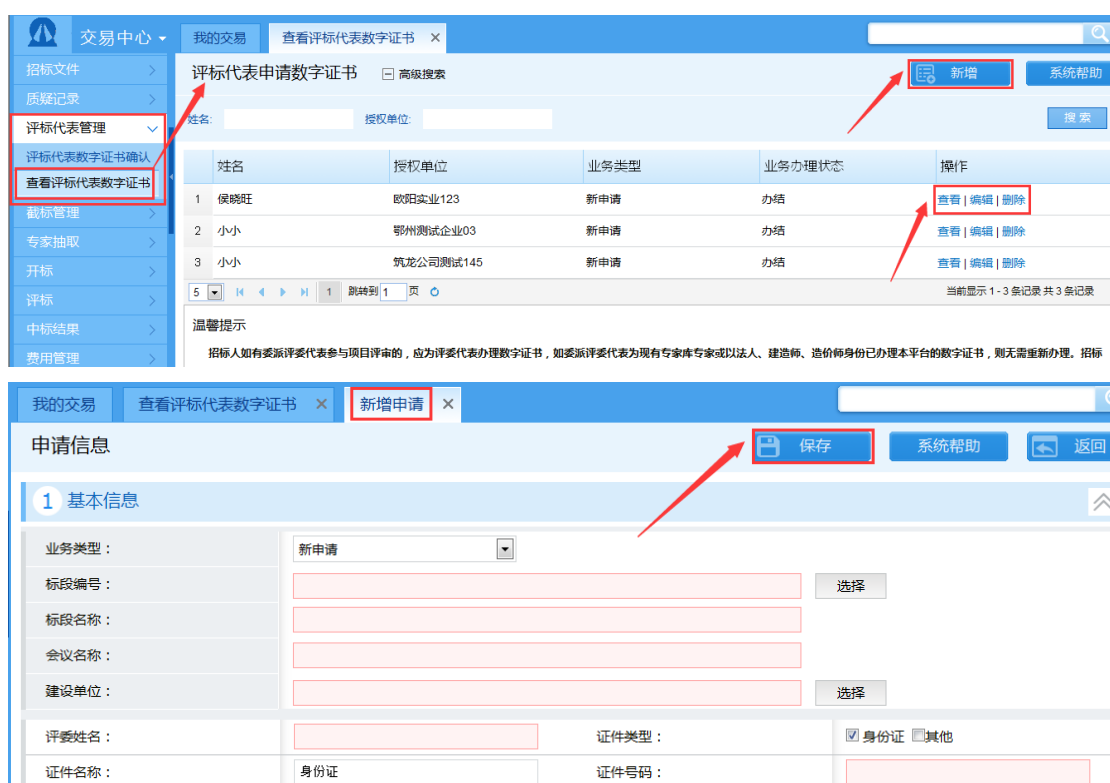 交易中心 我的交易 查看评标代表数字证书 ×
招标文件
评标代表申请数字证书 高级搜索 新增 系统帮助
质疑记录
姓名: 授权单位: 搜索
评标代表管理
评标代表数字证书确认
查看评标代表数字证书
截标管理
专家抽取
开标
评标
中标结果
费用管理
姓名 授权单位 业务类型 业务办理状态 操作
1 侯晓旺 欧阳实业123 新申请 办结 查看 | 编辑 | 删除
2 小小 鄂州测试企业03 新申请 办结 查看 | 编辑 | 删除
3 小小 筑龙公司测试145 新申请 办结 查看 | 编辑 | 删除
5 1 跳转到 1 页 当前显示 1 - 3 条记录 共 3 条记录
温馨提示
招标人如有委派评委代表参与项目评审的，应为评委代表办理数字证书，如委派评委代表为现有专家库专家或以法人、建造师、造价师身份已办理本平台的数字证书，则无需重新办理。招标
我的交易 查看评标代表数字证书 × 新增申请 ×
申请信息 保存 系统帮助 返回
1 基本信息
业务类型： 新申请
标段编号： 选择
标段名称：
会议名称：
建设单位： 选择
评委姓名： 证件类型： 身份证 其他
证件名称： 身份证 证件号码：